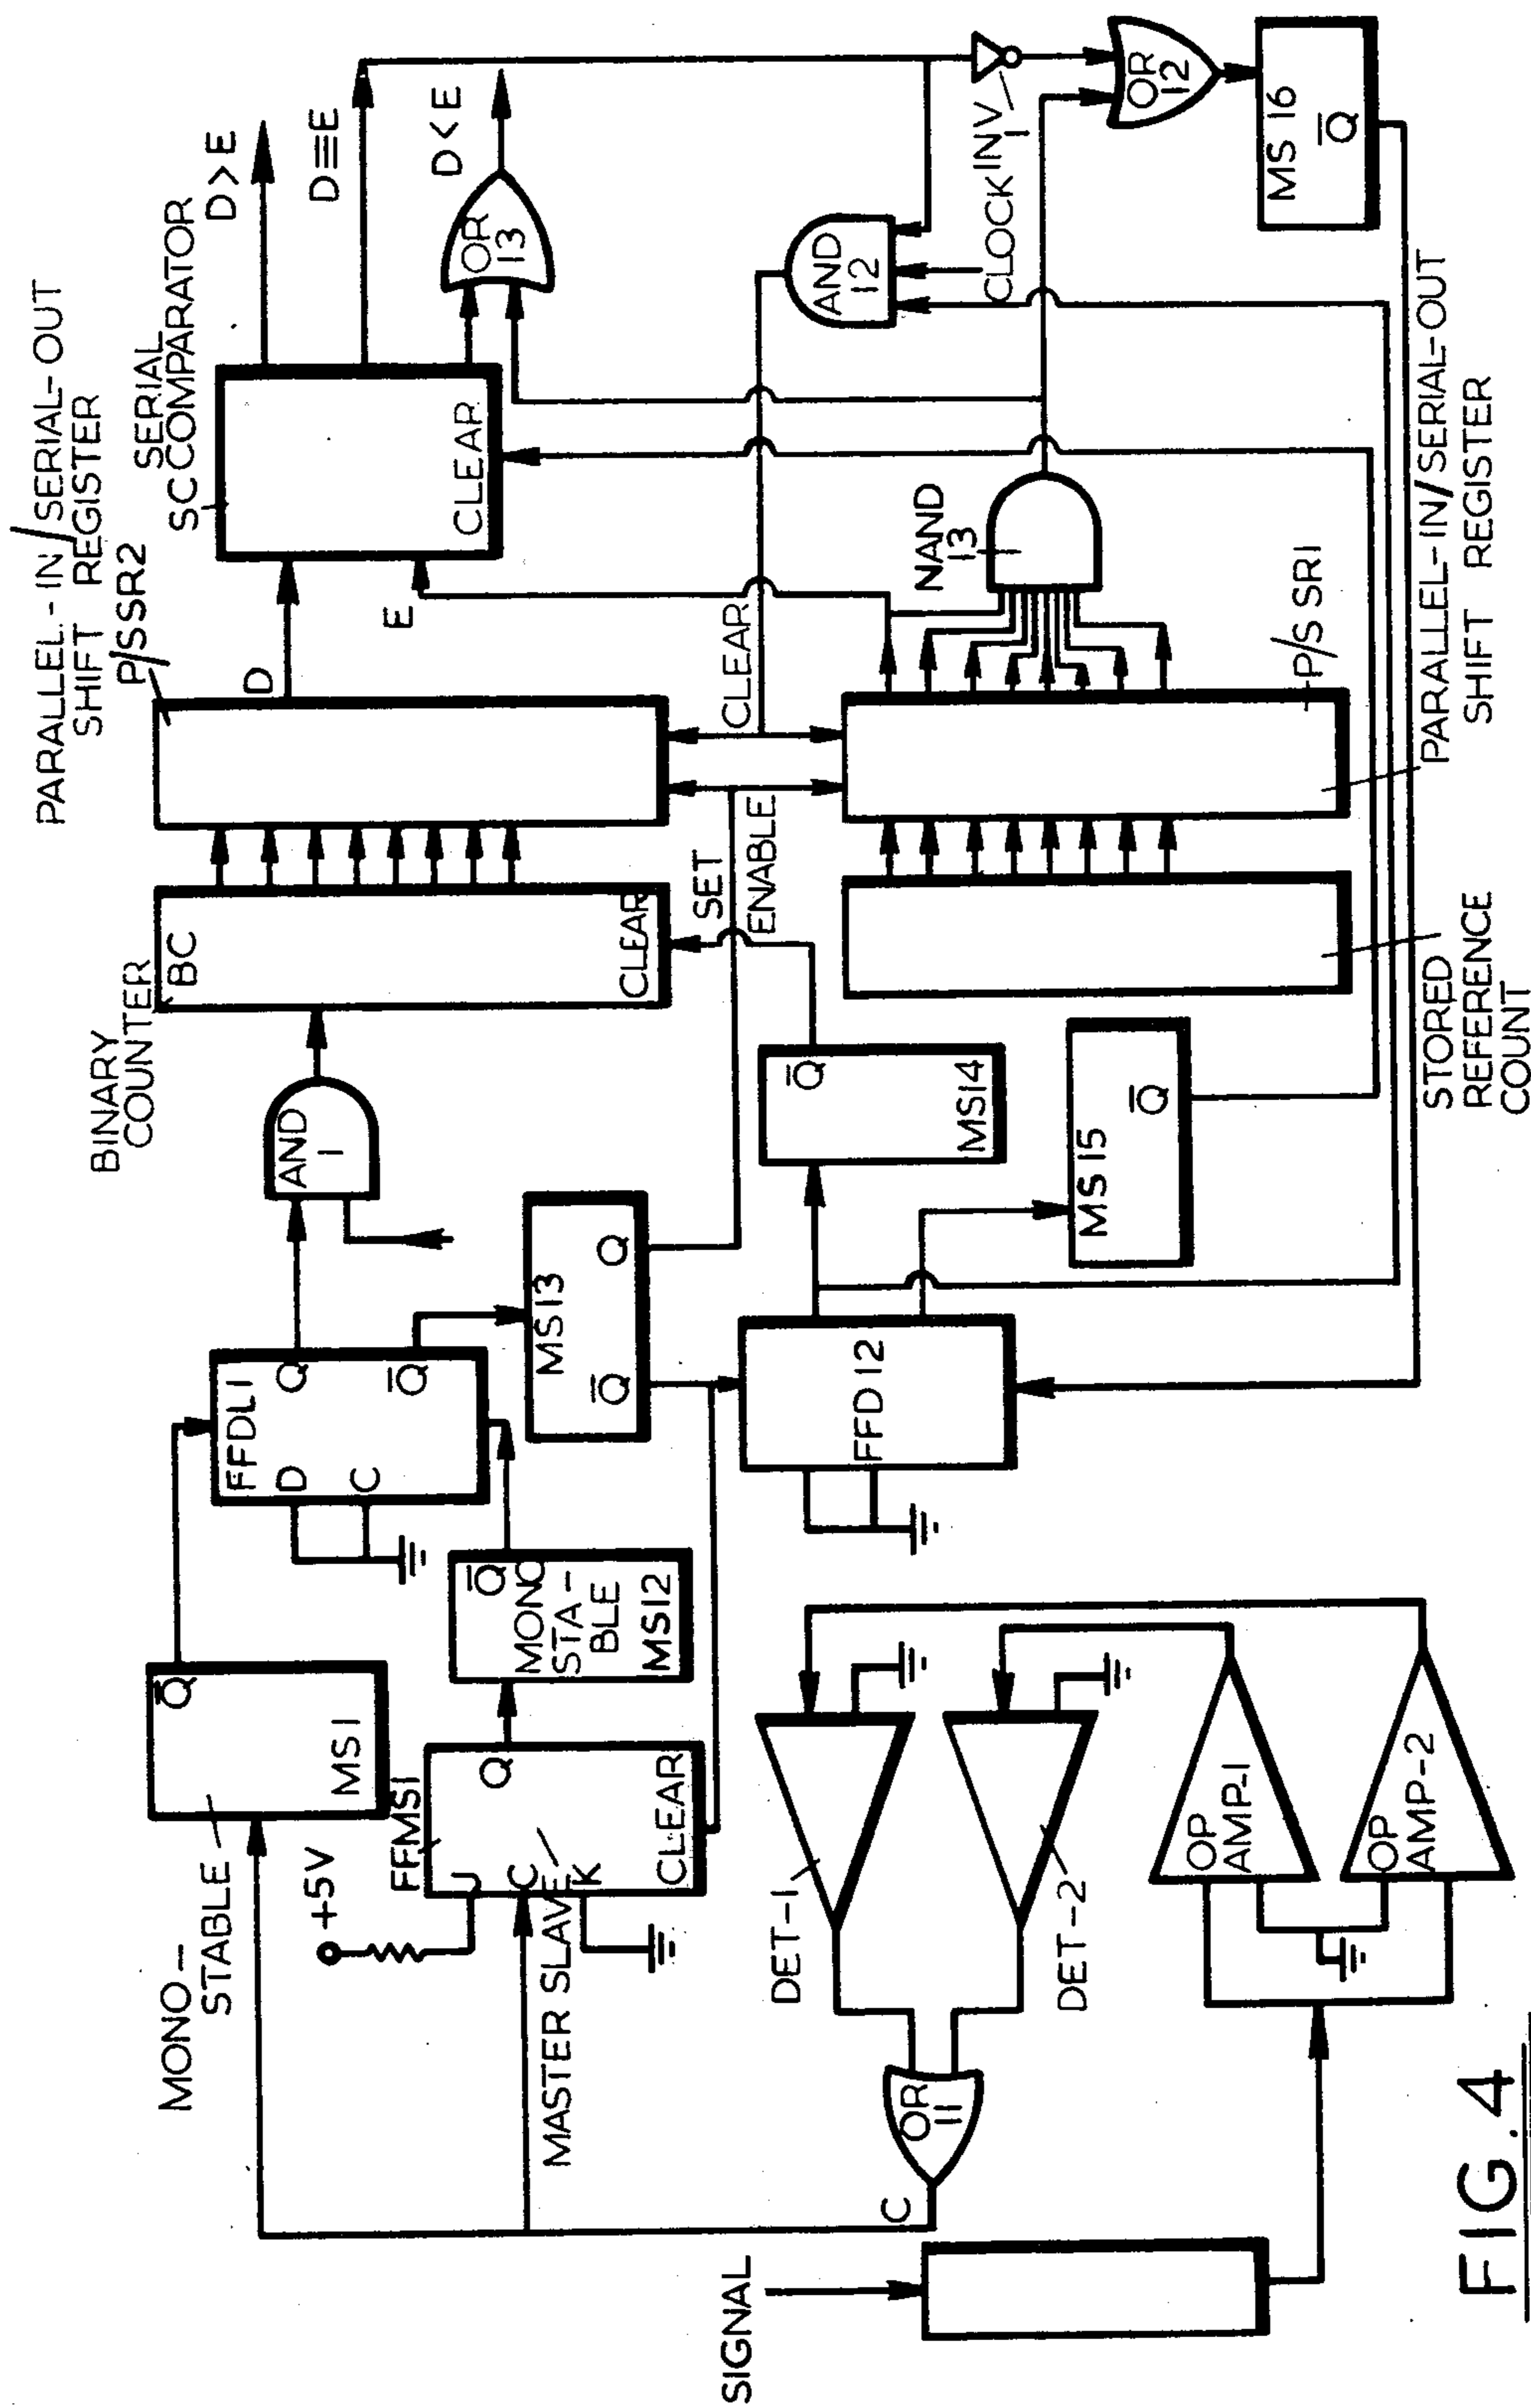 PARALLEL-IN/SERIAL-OUT
SHIFT REGISTER
P/SSR2
SERIAL
SC COMPARATOR
D>E
D≡E
D<E
OR
13
CLEAR
D
E
BINARY
COUNTER
BC
CLEAR
AND
1
MONO-
STABLE
MS1
Q̅
FFDL1
D
C
Q
Q̅
+5V
FFMS1
J
C
K
Q
CLEAR
MASTER SLAVE
Q̅
MONO
STA-
BLE
MS12
MS13
Q̅
Q
SET
ENABLE
CLEAR
AND
12
CLOCK
INV
1
OR
12
MS 16
Q̅
NAND
13
P/S SR1
PARALLEL-IN/SERIAL-OUT
SHIFT REGISTER
STORED
REFERENCE
COUNT
Q̅
MS14
MS 15
Q̅
FFD12
DET-1
DET-2
OP
AMP-1
OP
AMP-2
OR
11
C
SIGNAL
FIG. 4